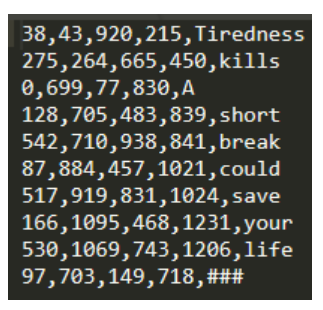 38,43,920,215,Tiredness
275,264,665,450,kills
0,699,77,830,A
128,705,483,839,short
542,710,938,841,break
87,884,457,1021,could
517,919,831,1024,save
166,1095,468,1231,your
530,1069,743,1206,life
97,703,149,718,###